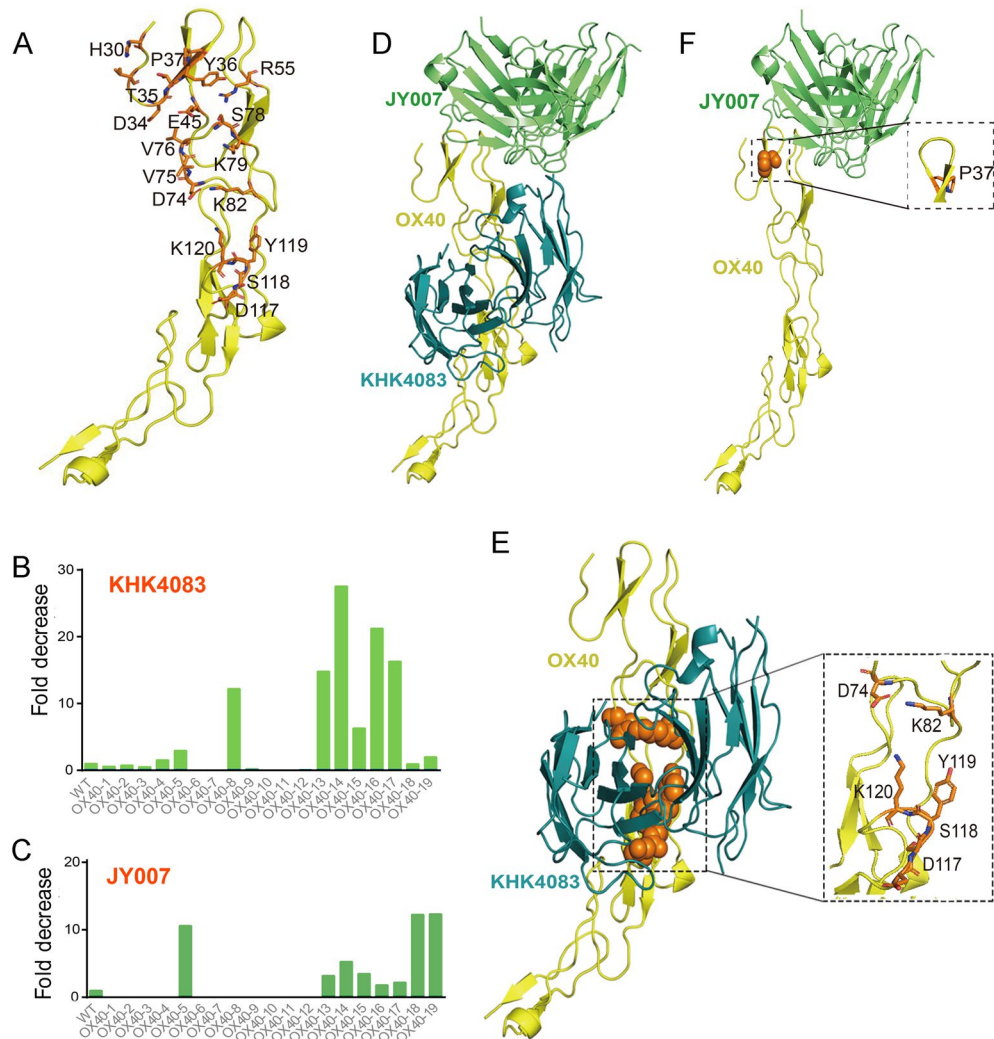 A
H30
P37
Y36
R55
T35
D34
E45
S78
V76
K79
V75
D74
K82
K120
Y119
S118
D117
D
JY007
OX40
KHK4083
F
JY007
P37
OX40
B
KHK4083
Fold decrease
30
20
10
0
WT
OX40-1
OX40-2
OX40-3
OX40-4
OX40-5
OX40-6
OX40-7
OX40-8
OX40-9
OX40-10
OX40-11
OX40-12
OX40-13
OX40-14
OX40-15
OX40-16
OX40-17
OX40-18
OX40-19
C
JY007
Fold decrease
20
10
0
WT
OX40-1
OX40-2
OX40-3
OX40-4
OX40-5
OX40-6
OX40-7
OX40-8
OX40-9
OX40-10
OX40-11
OX40-12
OX40-13
OX40-14
OX40-15
OX40-16
OX40-17
OX40-18
OX40-19
E
OX40
KHK4083
D74
K82
Y119
K120
S118
D117